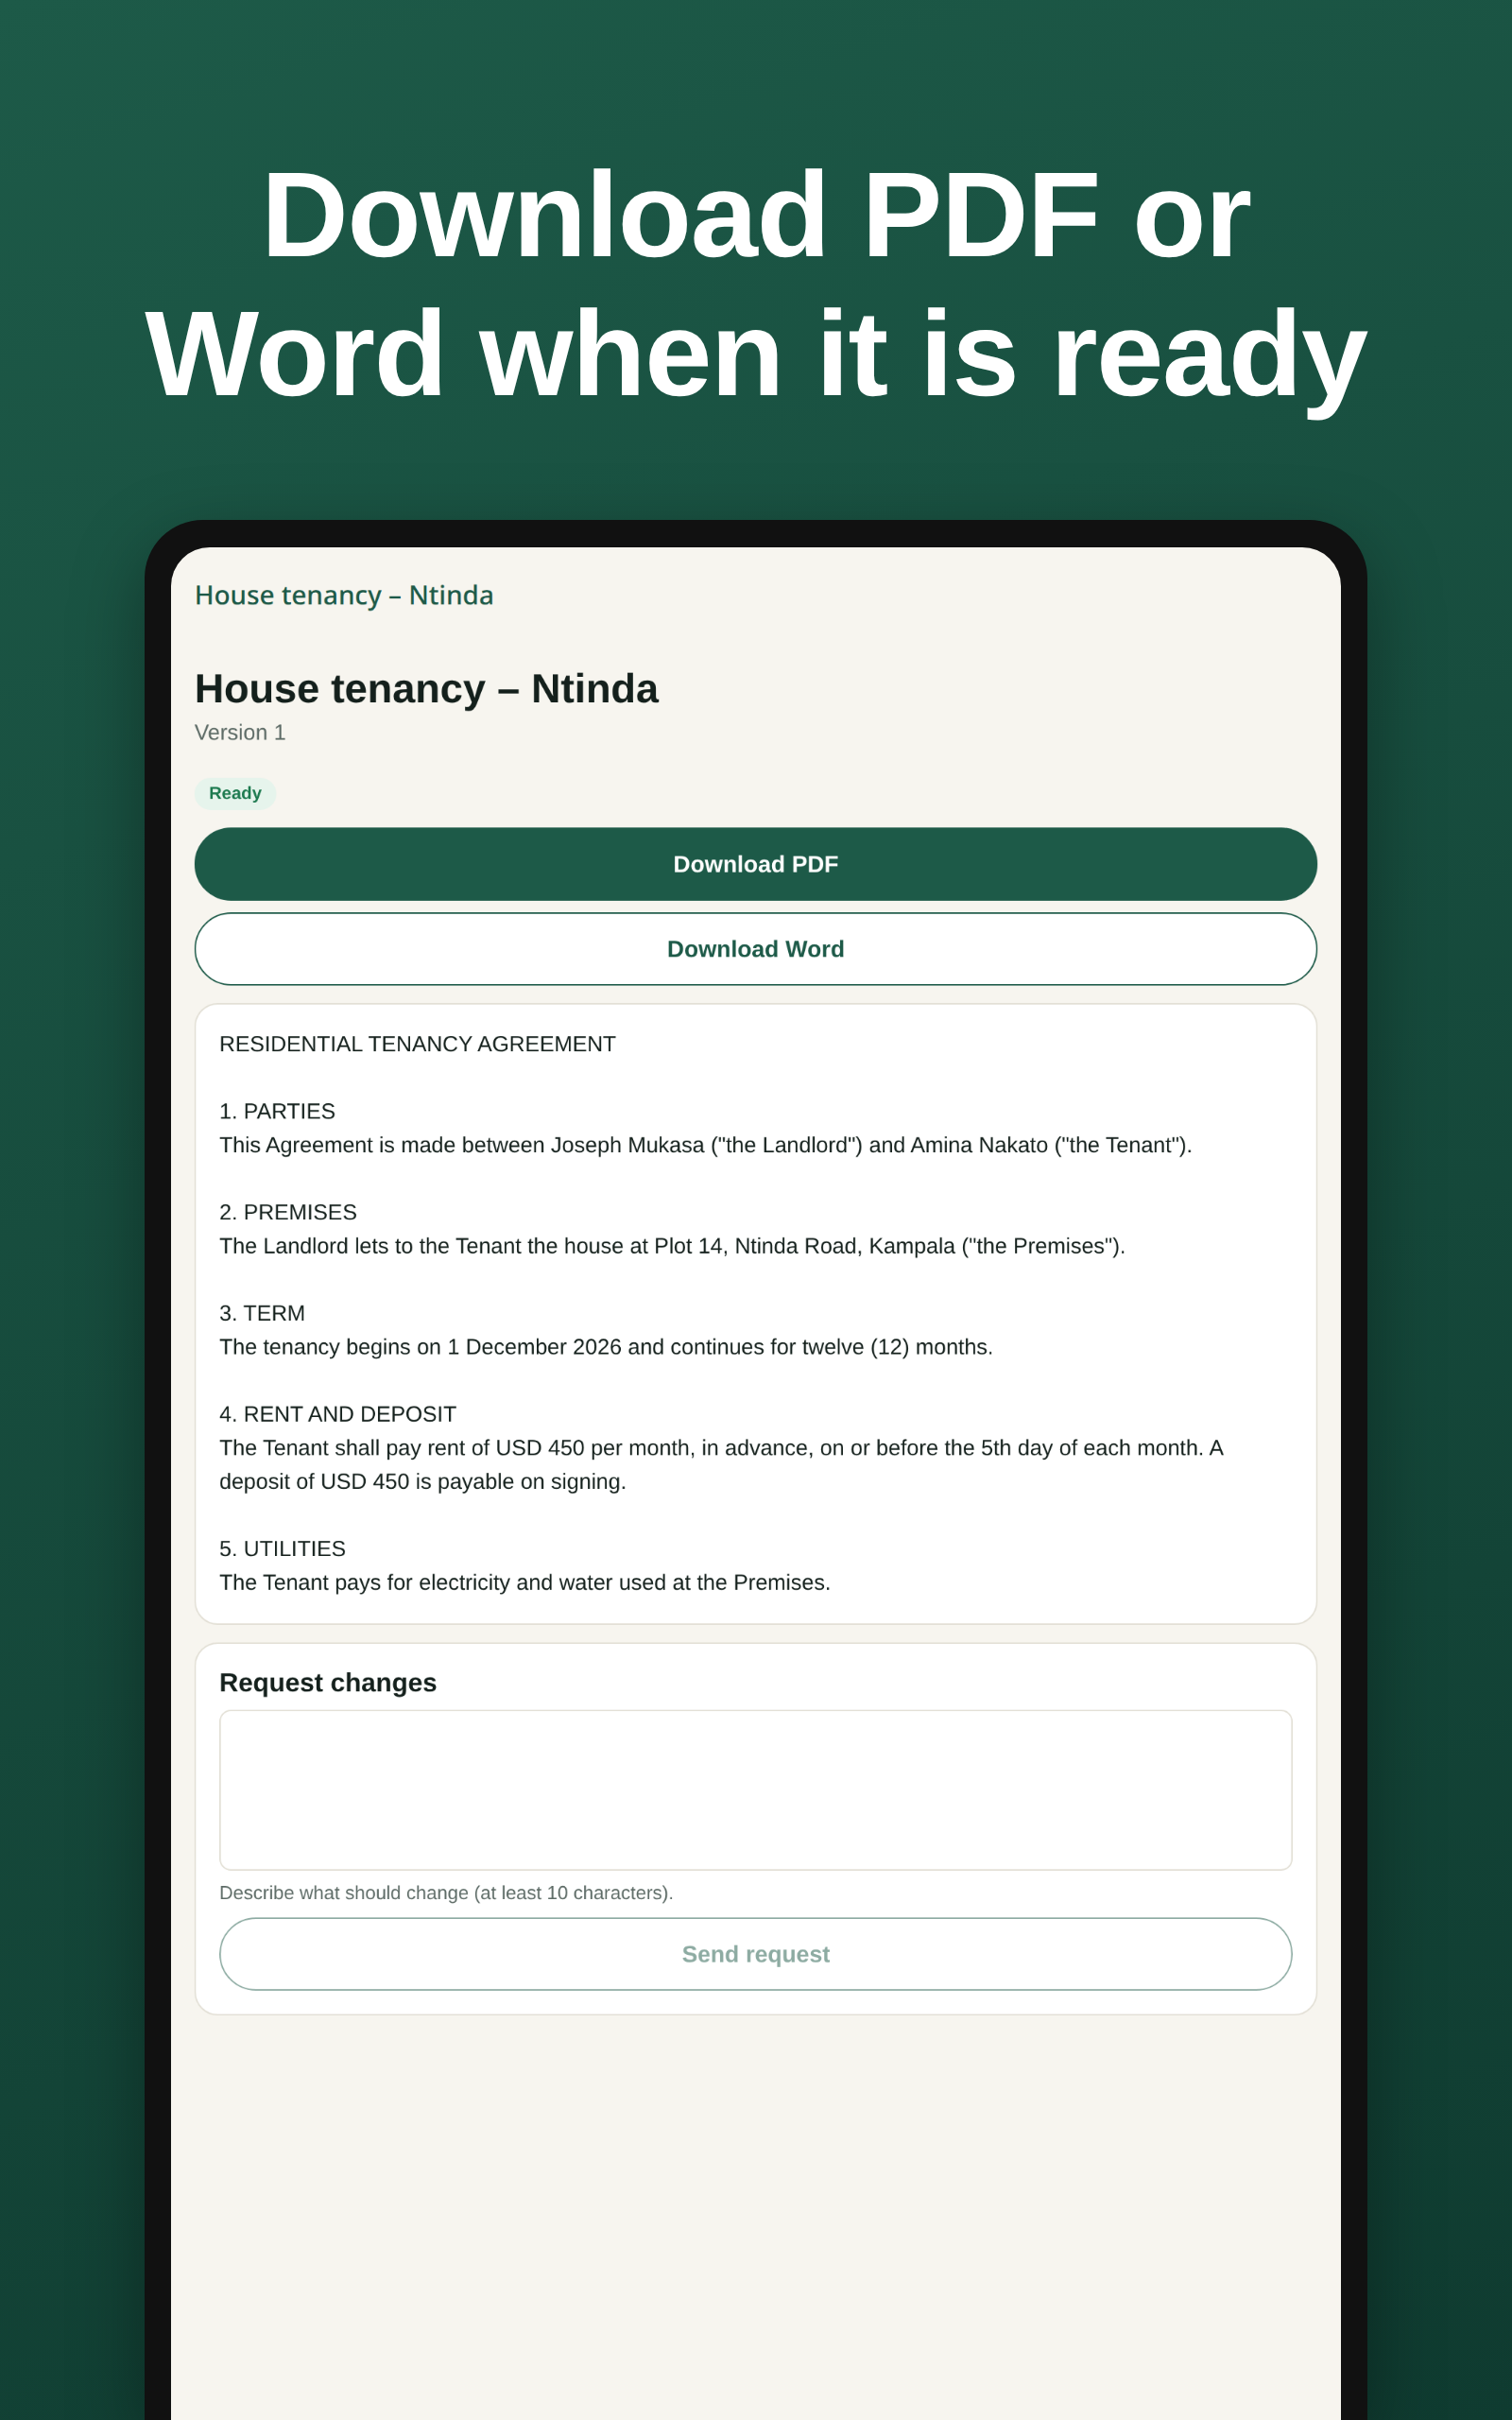 Download PDF or
Word when it is ready
House tenancy – Ntinda
House tenancy – Ntinda
Version 1
Ready
Download PDF
Download Word
RESIDENTIAL TENANCY AGREEMENT
1. PARTIES
This Agreement is made between Joseph Mukasa ("the Landlord") and Amina Nakato ("the Tenant").
2. PREMISES
The Landlord lets to the Tenant the house at Plot 14, Ntinda Road, Kampala ("the Premises").
3. TERM
The tenancy begins on 1 December 2026 and continues for twelve (12) months.
4. RENT AND DEPOSIT
The Tenant shall pay rent of USD 450 per month, in advance, on or before the 5th day of each month. A
deposit of USD 450 is payable on signing.
5. UTILITIES
The Tenant pays for electricity and water used at the Premises.
Request changes
Describe what should change (at least 10 characters).
Send request